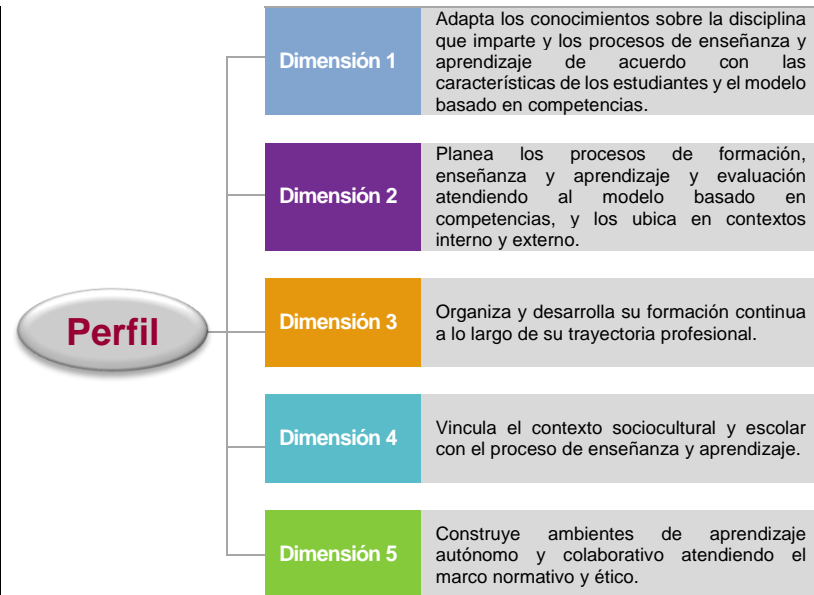 Perfil
Dimensión 1
Adapta los conocimientos sobre la disciplina
que imparte y los procesos de enseñanza y
aprendizaje de acuerdo con las
características de los estudiantes y el modelo
basado en competencias.
Dimensión 2
Planea los procesos de formación,
enseñanza y aprendizaje y evaluación
atendiendo al modelo basado en
competencias, y los ubica en contextos
interno y externo.
Dimensión 3
Organiza y desarrolla su formación continua
a lo largo de su trayectoria profesional.
Dimensión 4
Vincula el contexto sociocultural y escolar
con el proceso de enseñanza y aprendizaje.
Dimensión 5
Construye ambientes de aprendizaje
autónomo y colaborativo atendiendo el
marco normativo y ético.